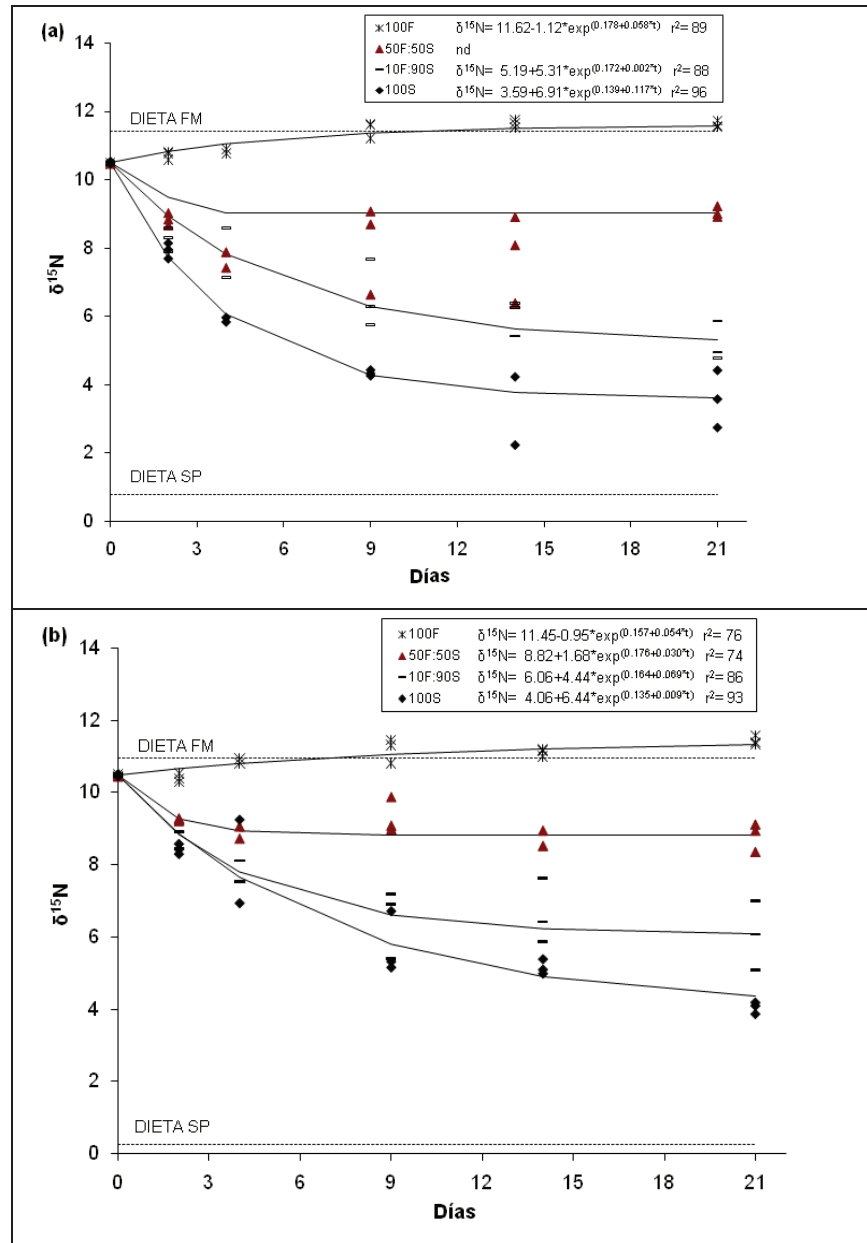 (a)
100F δ¹⁵N= 11.62-1.12*exp(0.178+0.058*t) r²= 89
50F:50S nd
10F:90S δ¹⁵N= 5.19+5.31*exp(0.172+0.002*t) r²= 88
100S δ¹⁵N= 3.59+6.91*exp(0.139+0.117*t) r²= 96
14
12
10
8
6
4
2
0
DIETA FM
DIETA SP
δ¹⁵N
0 3 6 9 12 15 18 21
Días
(b)
100F δ¹⁵N= 11.45-0.95*exp(0.157+0.054*t) r²= 76
50F:50S δ¹⁵N= 8.82+1.68*exp(0.176+0.030*t) r²= 74
10F:90S δ¹⁵N= 6.06+4.44*exp(0.164+0.069*t) r²= 86
100S δ¹⁵N= 4.06+6.44*exp(0.135+0.009*t) r²= 93
14
12
10
8
6
4
2
0
DIETA FM
DIETA SP
δ¹⁵N
0 3 6 9 12 15 18 21
Días